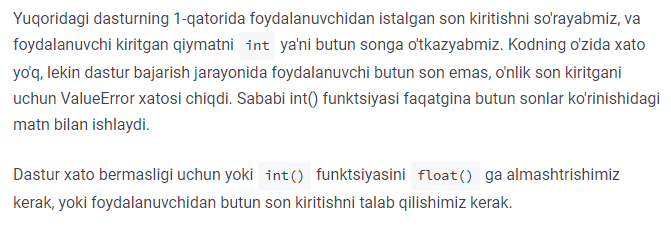 Yuqoridagi dasturning 1-qatorida foydalanuvchidan istalgan son kiritishni so'rayabmiz, va
foydalanuvchi kiritgan qiymatni int ya'ni butun songa o'tkazyabmiz. Kodning o'zida xato
yo'q, lekin dastur bajarish jarayonida foydalanuvchi butun son emas, o'nlik son kiritgani
uchun ValueError xatosi chiqdi. Sababi int() funktsiyasi faqatgina butun sonlar ko'rinishidagi
matn bilan ishlaydi.
Dastur xato bermasligi uchun yoki int() funktsiyasini float() ga almashtrishimiz
kerak, yoki foydalanuvchidan butun son kiritishni talab qilishimiz kerak.